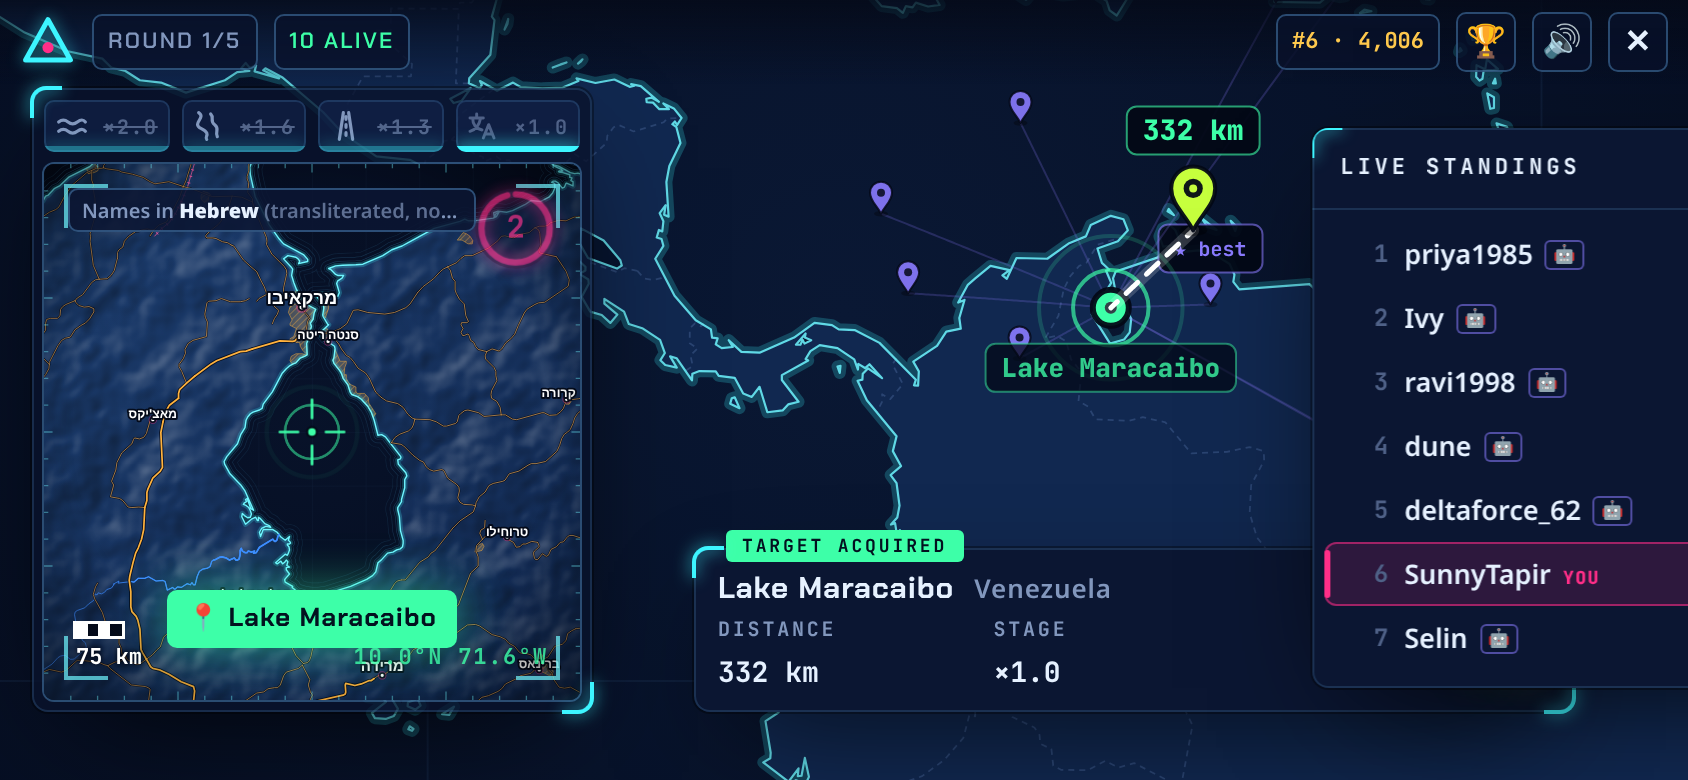 ROUND 1/5
10 ALIVE
#6 · 4,006
×2.0
×1.6
×1.3
×1.0
Names in Hebrew (transliterated, no...
2
מרקאיבו
סנטה ריטה
קרורה
מאצ'יקס
טרוחילו
📍 Lake Maracaibo
75 km
10.0°N 71.6°W
מרידה
332 km
★ best
Lake Maracaibo
TARGET ACQUIRED
Lake Maracaibo Venezuela
DISTANCE STAGE
332 km ×1.0
LIVE STANDINGS
1 priya1985
2 Ivy
3 ravi1998
4 dune
5 deltaforce_62
6 SunnyTapir YOU
7 Selin